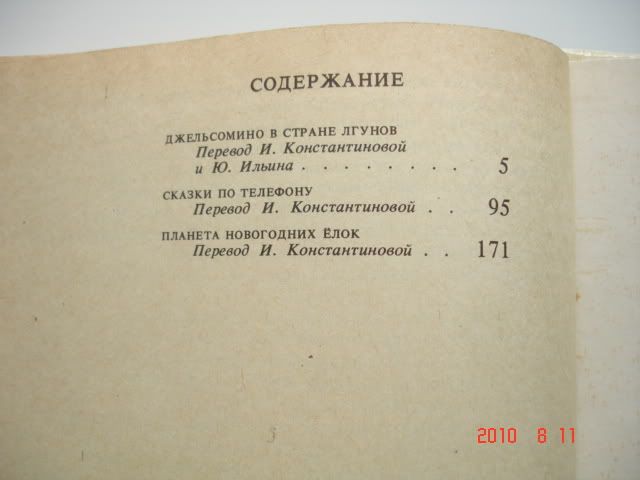 СОДЕРЖАНИЕ
ДЖЕЛЬСОМИНО В СТРАНЕ ЛГУНОВ
Перевод И. Константиновой
и Ю. Ильина . . . . . . . . 5
СКАЗКИ ПО ТЕЛЕФОНУ
Перевод И. Константиновой . . 95
ПЛАНЕТА НОВОГОДНИХ ЁЛОК
Перевод И. Константиновой . . 171
2010 8 11